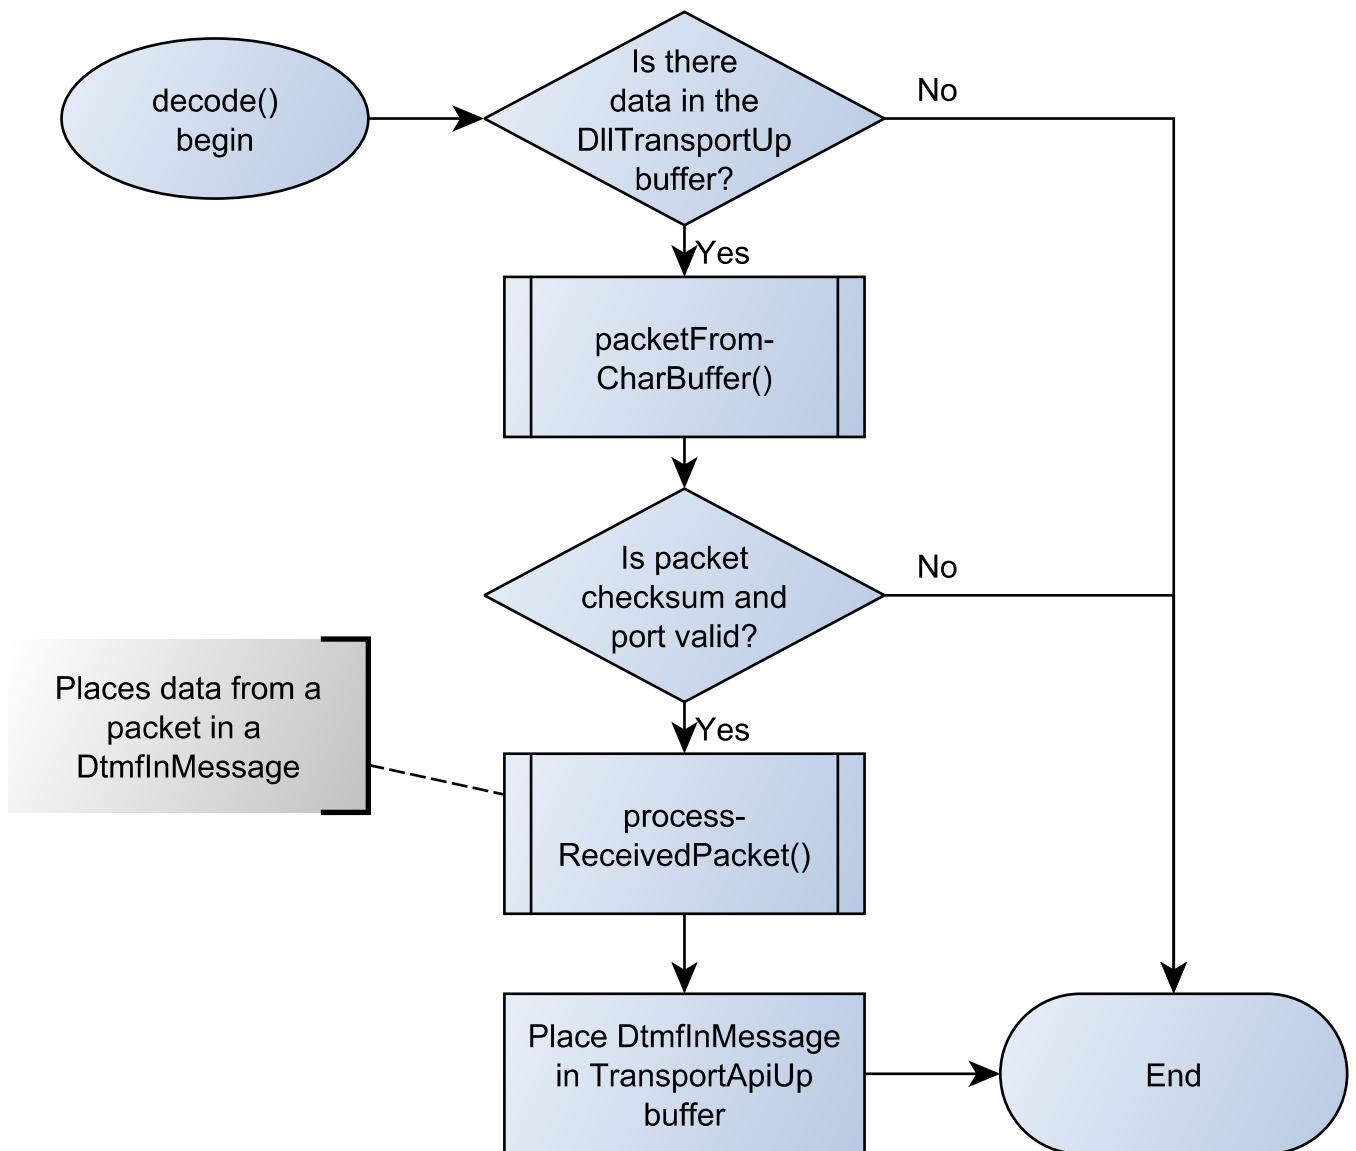 decode()
begin
Is there
data in the
DllTransportUp
buffer?
No
Yes
packetFrom-
CharBuffer()
Is packet
checksum and
port valid?
No
Yes
Places data from a
packet in a
DtmfInMessage
process-
ReceivedPacket()
Place DtmfInMessage
in TransportApiUp
buffer
End